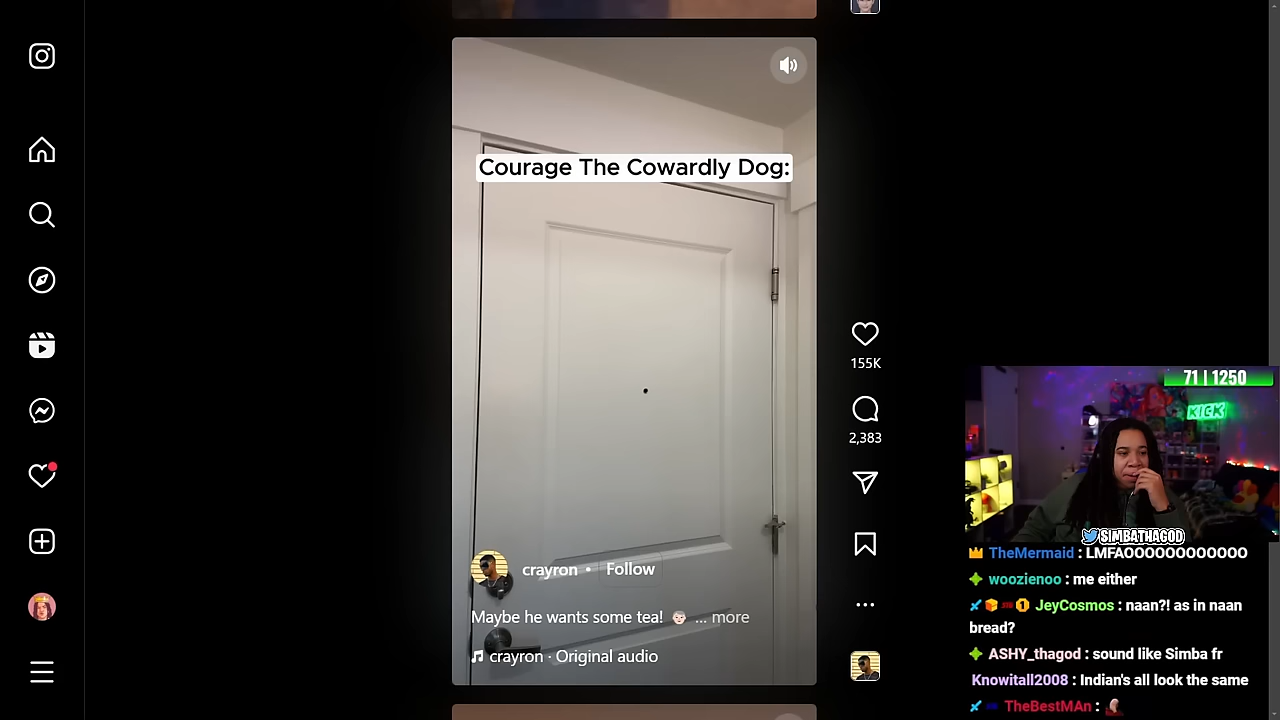 Courage The Cowardly Dog:
155K
2,383
crayron • Follow
Maybe he wants some tea! 👴🏻 ... more
crayron · Original audio
71 | 1250
KICK
SIMBATHAGOD
TheMermaid : LMFAOOOOOOOOOOOO
woozienoo : me either
JeyCosmos : naan?! as in naan
bread?
ASHY_thagod : sound like Simba fr
Knowitall2008 : Indian's all look the same
TheBestMAn :